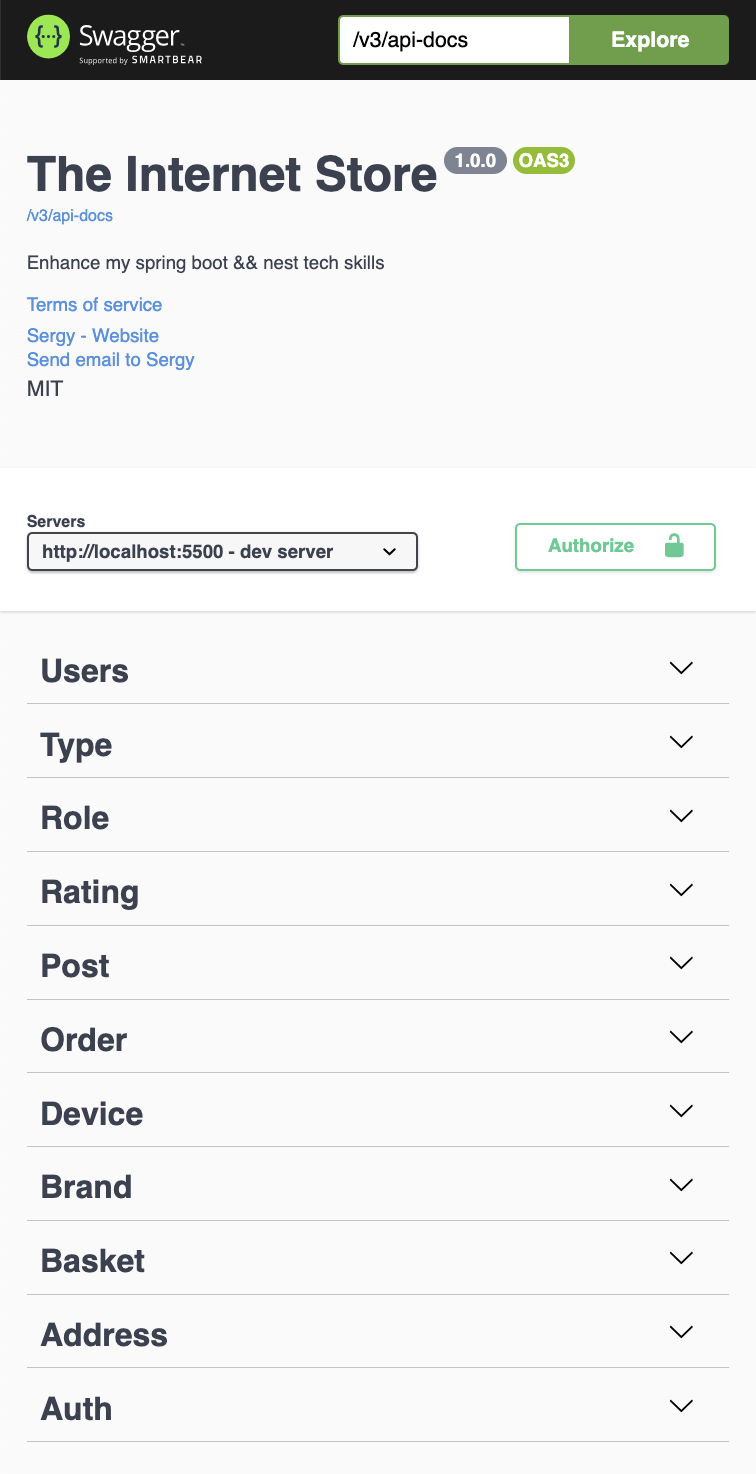 {...} Swagger
Supported by SMARTBEAR
/v3/api-docs
Explore
The Internet Store 1.0.0 OAS3
/v3/api-docs
Enhance my spring boot && nest tech skills
Terms of service
Sergy - Website
Send email to Sergy
MIT
Servers
http://localhost:5500 - dev server
Authorize
Users
Type
Role
Rating
Post
Order
Device
Brand
Basket
Address
Auth